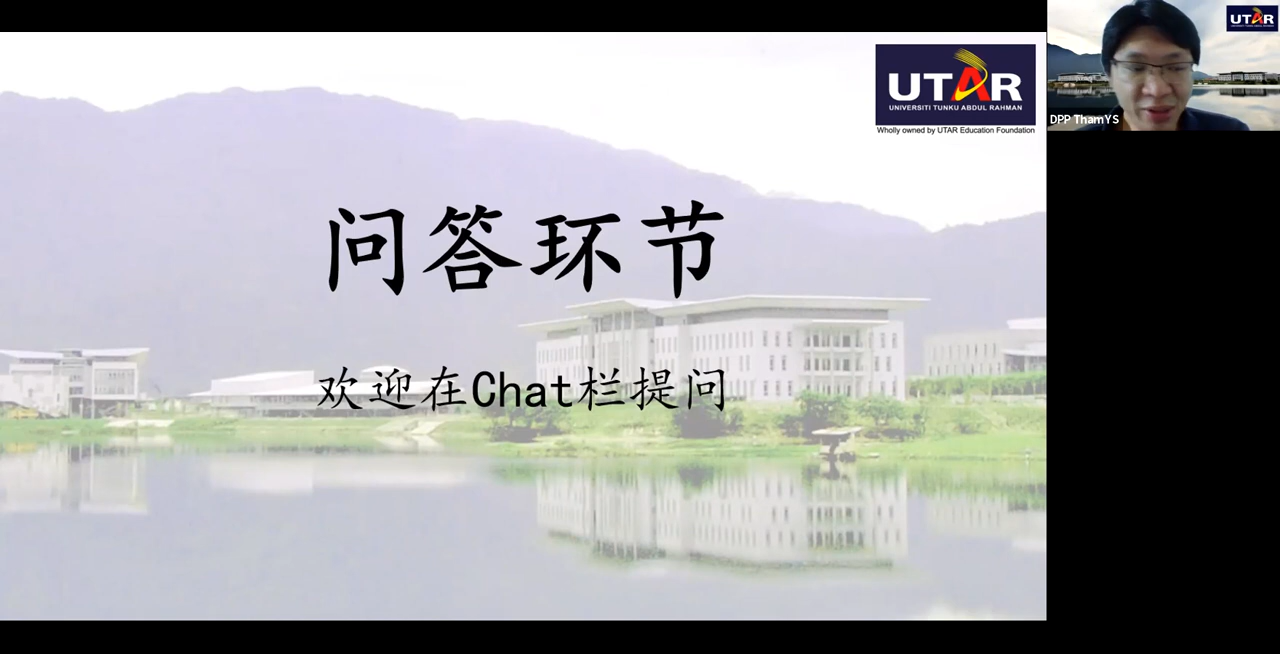 UTAR
UNIVERSITI TUNKU ABDUL RAHMAN
Wholly owned by UTAR Education Foundation
问答环节
欢迎在Chat栏提问
UTAR
DPP ThamYS